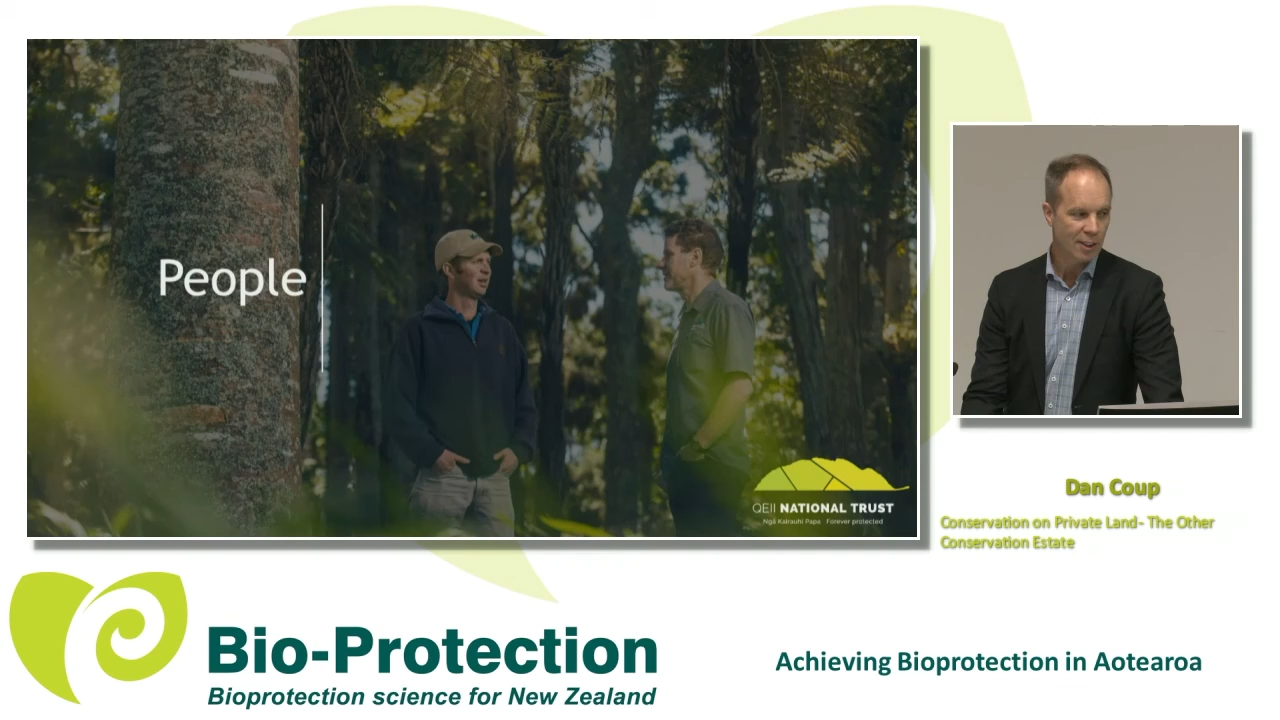 People
QEII NATIONAL TRUST
Ngā Kairauhī Papa Forever protected
Dan Coup
Conservation on Private Land- The Other
Conservation Estate
Bio-Protection
Bioprotection science for New Zealand
Achieving Bioprotection in Aotearoa